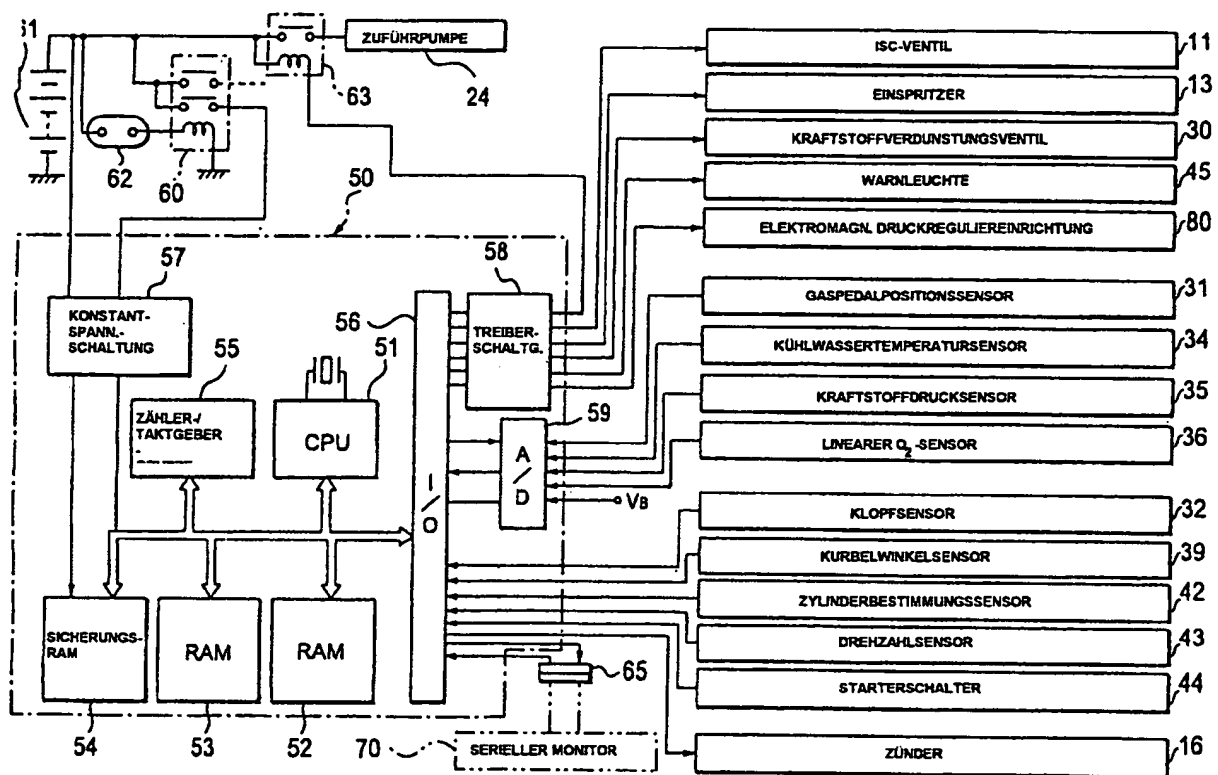 61
ZUFÜHRPUMPE
24
63
62
60
50
ISC-VENTIL 11
EINSPRITZER 13
KRAFTSTOFFVERDUNSTUNGSVENTIL 30
WARNLEUCHTE 45
ELEKTROMAGN. DRUCKREGULIEREINRICHTUNG 80
GASPEDALPOSITIONSSENSOR 31
KÜHLWASSERTEMPERATURSENSOR 34
KRAFTSTOFFDRUCKSENSOR 35
LINEARER O2-SENSOR 36
KLOPFSENSOR 32
KURBELWINKELSENSOR 39
ZYLINDERBESTIMMUNGSSENSOR 42
DREHZAHLSENSOR 43
STARTERSCHALTER 44
ZÜNDER 16
57
KONSTANT-
SPANN.-
SCHALTUNG
55
ZÄHLER-/
TAKTGEBER
51
CPU
56
I/O
58
TREIBER-
SCHALTG.
59
A/D
VB
SICHERUNGS-
RAM
54
RAM
53
RAM
52
65
70
SERIELLER MONITOR